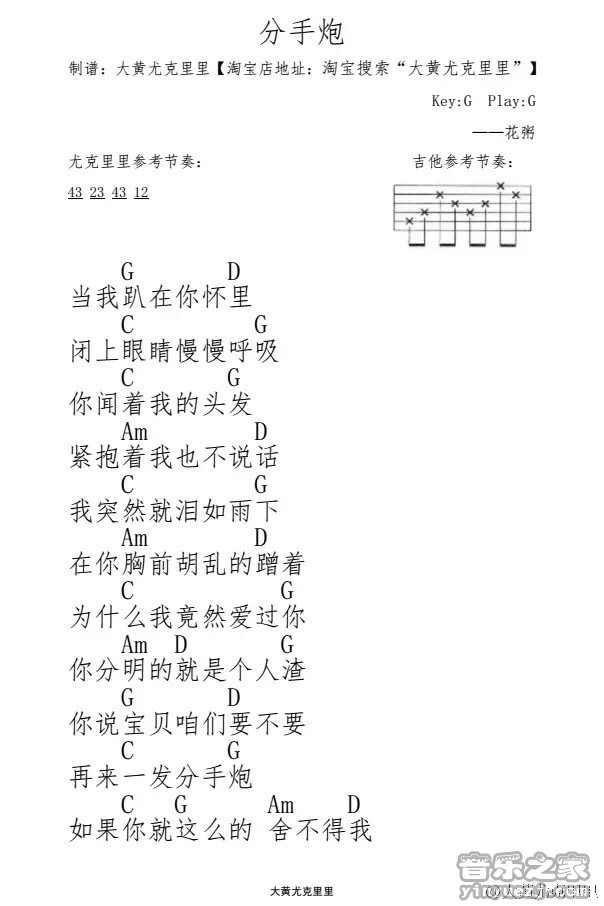 分手炮
制谱：大黄尤克里里【淘宝店地址：淘宝搜索“大黄尤克里里”】
Key:G Play:G
——花粥
尤克里里参考节奏： 吉他参考节奏：
43 23 43 12
G D
当我趴在你怀里
C G
闭上眼睛慢慢呼吸
C G
你闻着我的头发
Am D
紧抱着我也不说话
C G
我突然就泪如雨下
Am D
在你胸前胡乱的蹭着
C G
为什么我竟然爱过你
Am D G
你分明的就是个人渣
G D
你说宝贝咱们要不要
C G
再来一发分手炮
C G Am D
如果你就这么的 舍不得我
音乐之家
大黄尤克里里